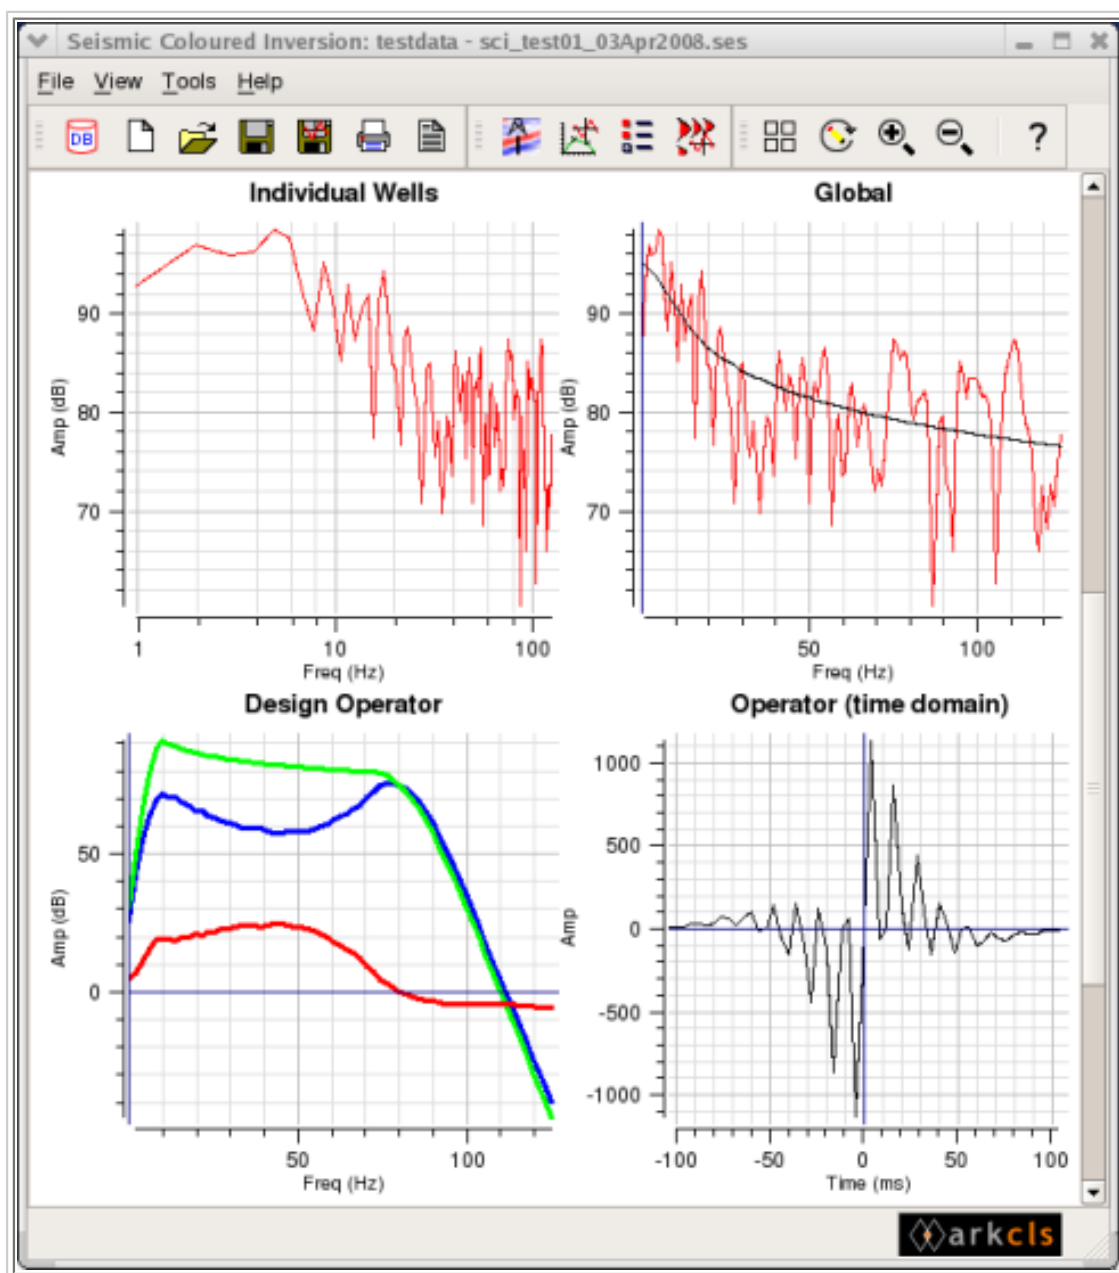 Seismic Coloured Inversion: testdata - sci_test01_03Apr2008.ses
File View Tools Help
DB
?
Individual Wells
Amp (dB)
90
80
70
1 10 100
Freq (Hz)
Global
Amp (dB)
90
80
70
50 100
Freq (Hz)
Design Operator
Amp (dB)
50
0
50 100
Freq (Hz)
Operator (time domain)
Amp
1000
500
0
-500
-1000
-100 -50 0 50 100
Time (ms)
arkcls